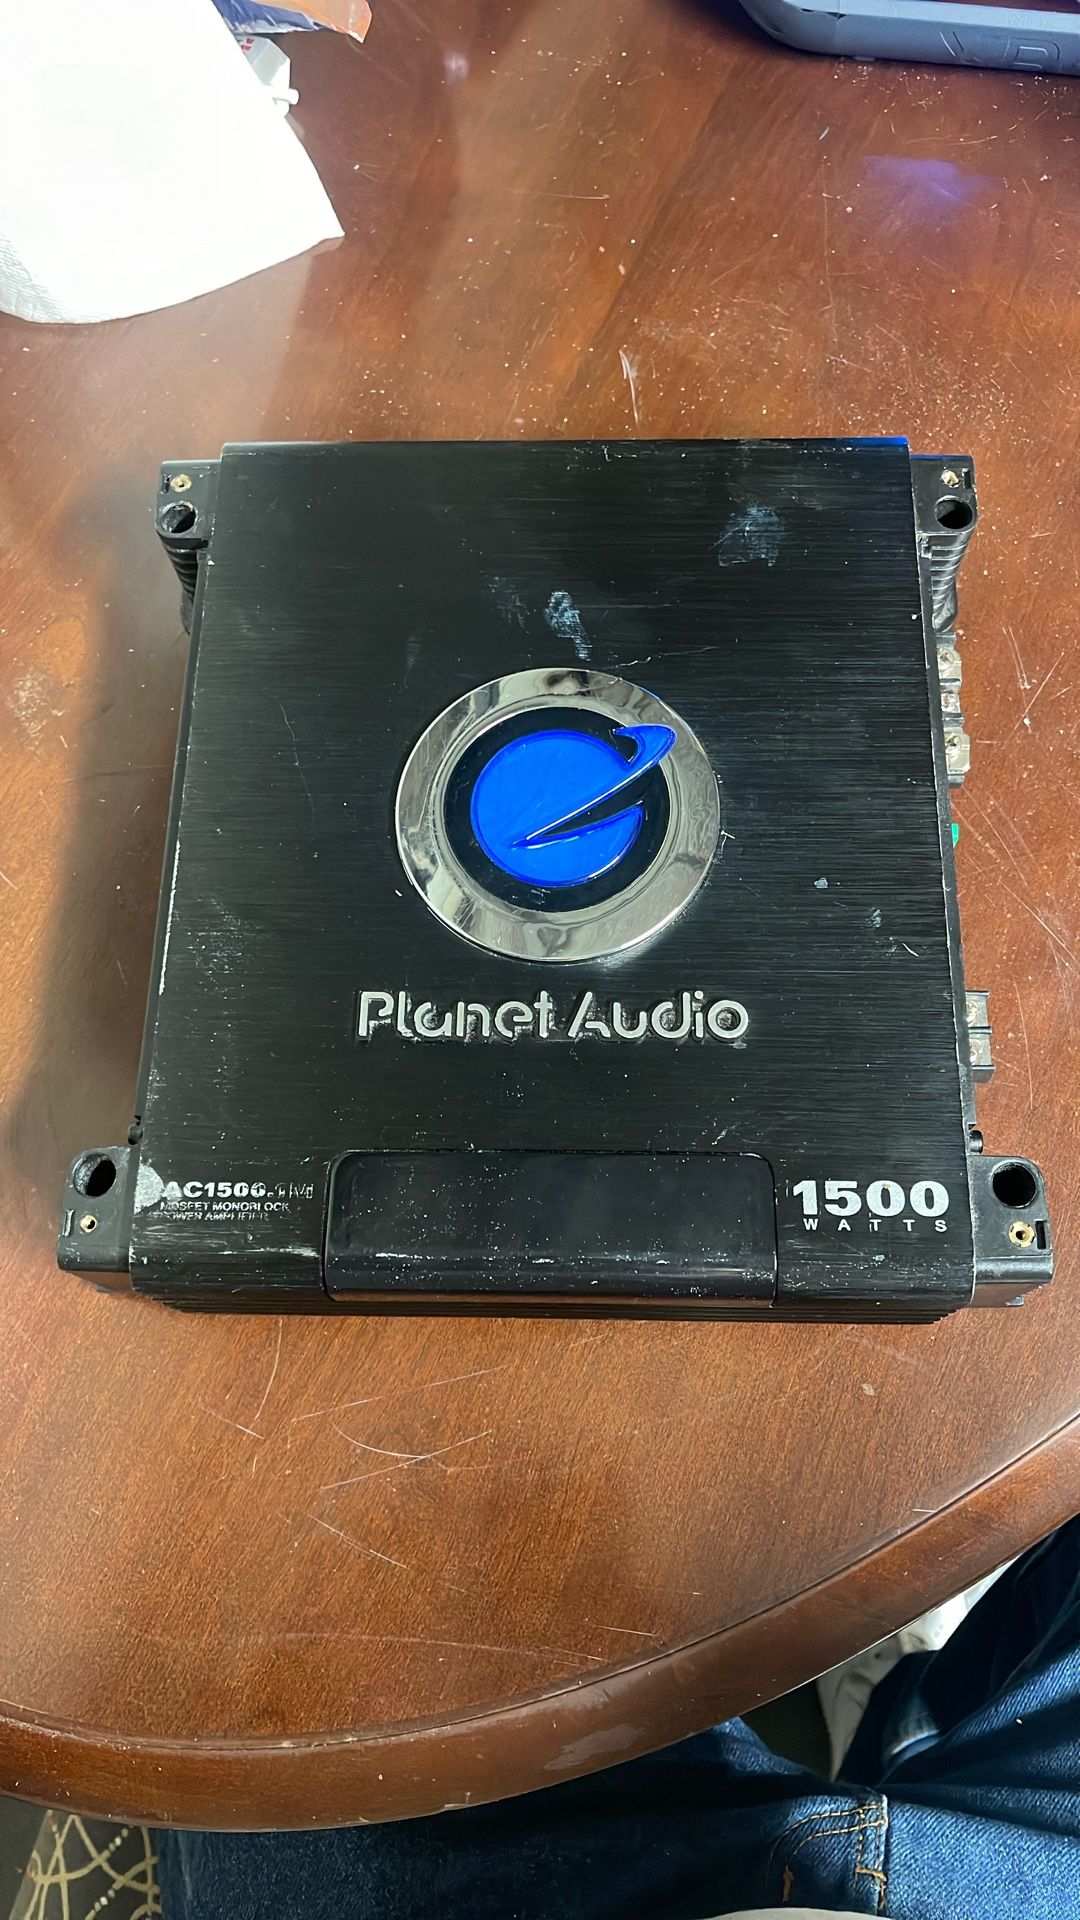 Planet Audio
AC1500.1M
MOSFET MONOBLOCK
POWER AMPLIFIER
1500
WATTS